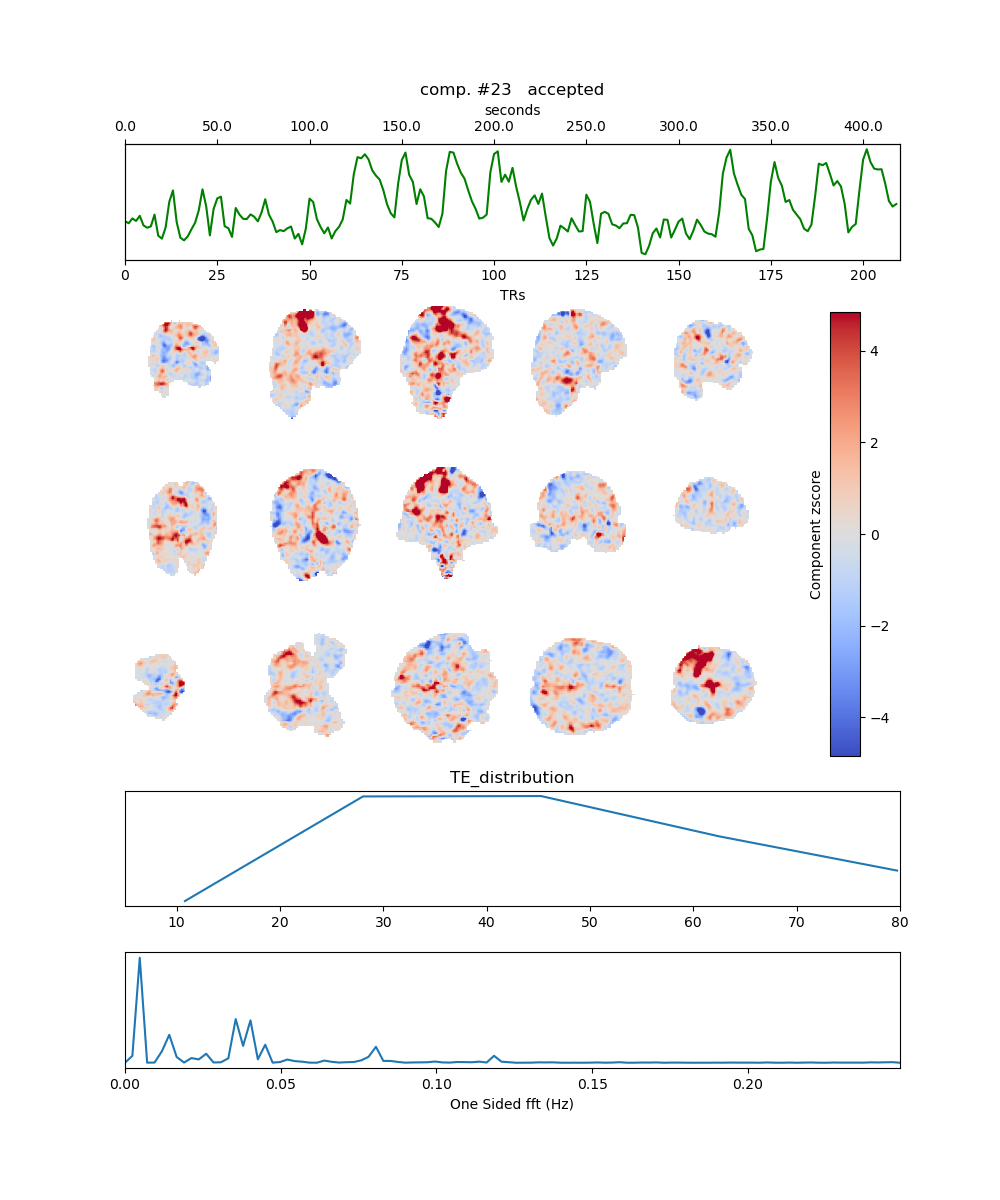 comp. #23   accepted
seconds
0.0 50.0 100.0 150.0 200.0 250.0 300.0 350.0 400.0
0 25 50 75 100 125 150 175 200
TRs
4
2
0
−2
−4
Component zscore
TE_distribution
10 20 30 40 50 60 70 80
0.00 0.05 0.10 0.15 0.20
One Sided fft (Hz)